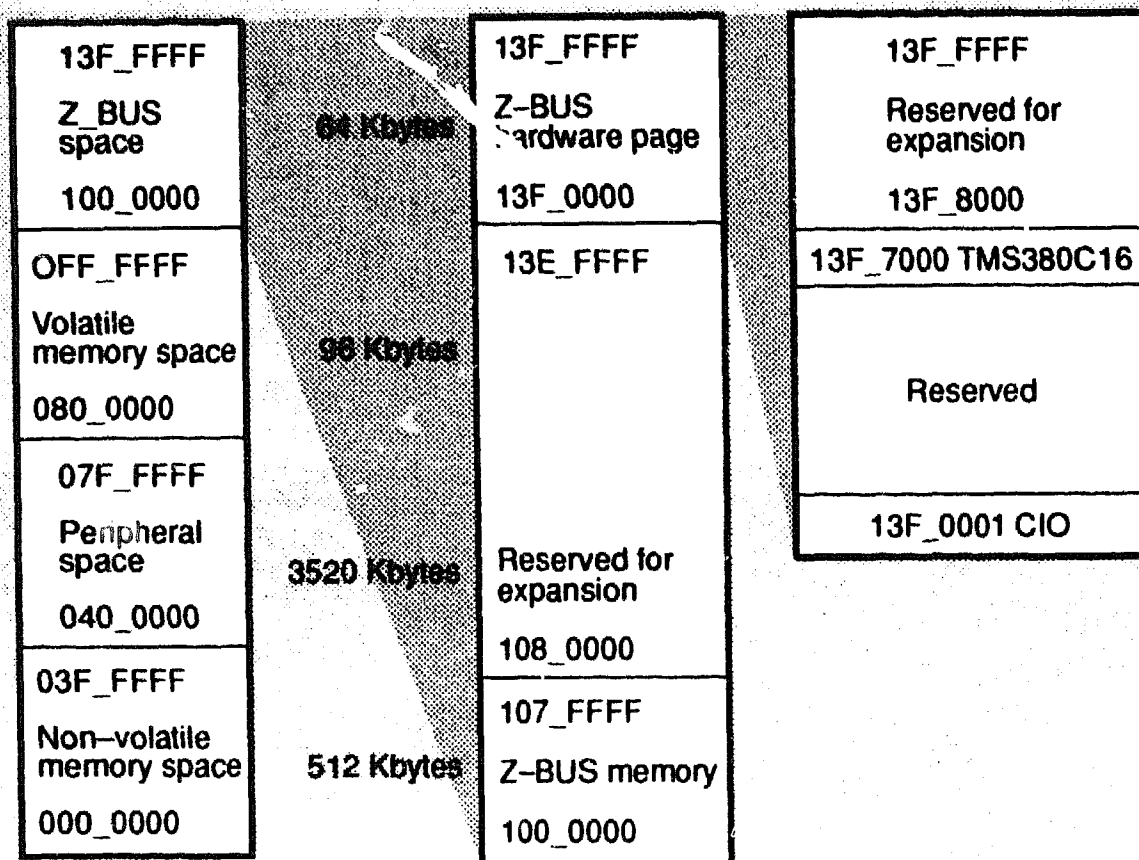 13F_FFFF
Z_BUS
space
100_0000
OFF_FFFF
Volatile
memory space
080_0000
07F_FFFF
Peripheral
space
040_0000
03F_FFFF
Non–volatile
memory space
000_0000
64 Kbytes
96 Kbytes
3520 Kbytes
512 Kbytes
13F_FFFF
Z–BUS
hardware page
13F_0000
13E_FFFF
Reserved for
expansion
108_0000
107_FFFF
Z–BUS memory
100_0000
13F_FFFF
Reserved for
expansion
13F_8000
13F_7000 TMS380C16
Reserved
13F_0001 CIO